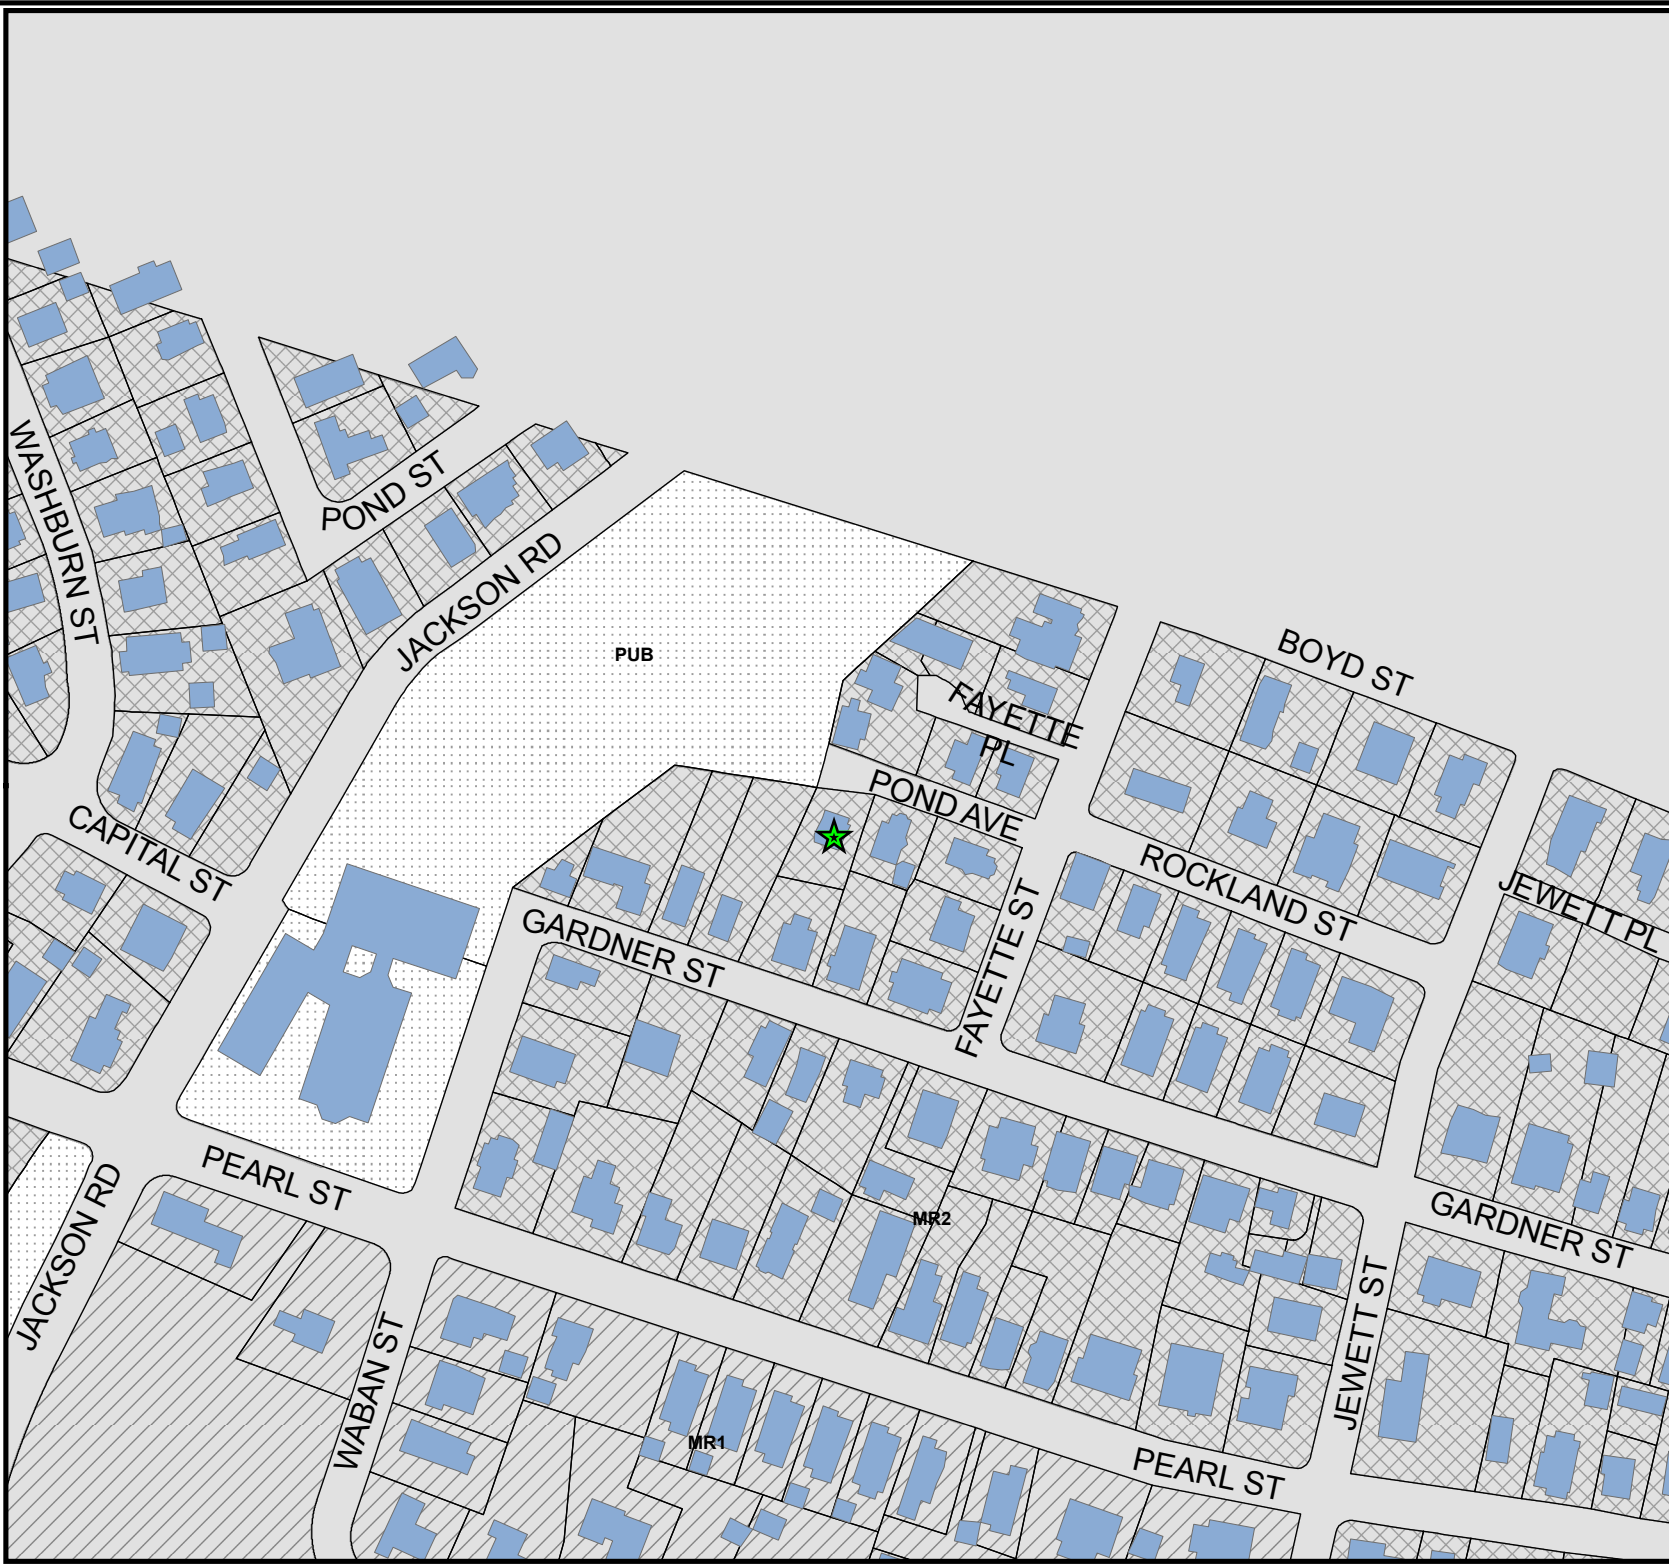 BOYD ST
WASHBURN ST
POND ST
JACKSON RD
PUB
FAYETTE
PL
POND AVE
CAPITAL ST
ROCKLAND ST
JEWETT PL
GARDNER ST
FAYETTE ST
PEARL ST
JACKSON RD
MR2
GARDNER ST
JEWETT ST
WABAN ST
MR1
PEARL ST